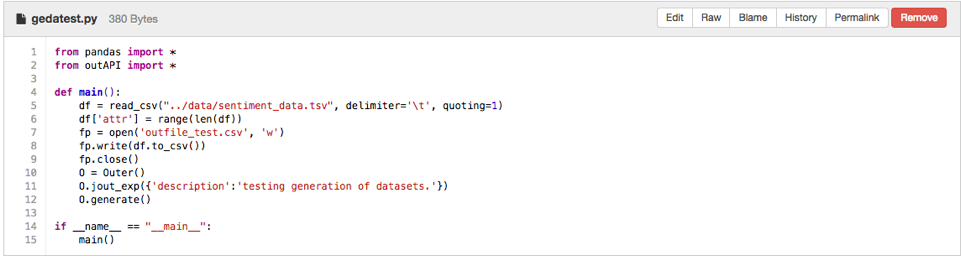 gedatest.py 380 Bytes Edit Raw Blame History Permalink Remove
1 from pandas import *
2 from outAPI import *
3
4 def main():
5     df = read_csv("../data/sentiment_data.tsv", delimiter='\t', quoting=1)
6     df['attr'] = range(len(df))
7     fp = open('outfile_test.csv', 'w')
8     fp.write(df.to_csv())
9     fp.close()
10     O = Outer()
11     O.jout_exp({'description':'testing generation of datasets.'})
12     O.generate()
13
14 if __name__ == "__main__":
15     main()